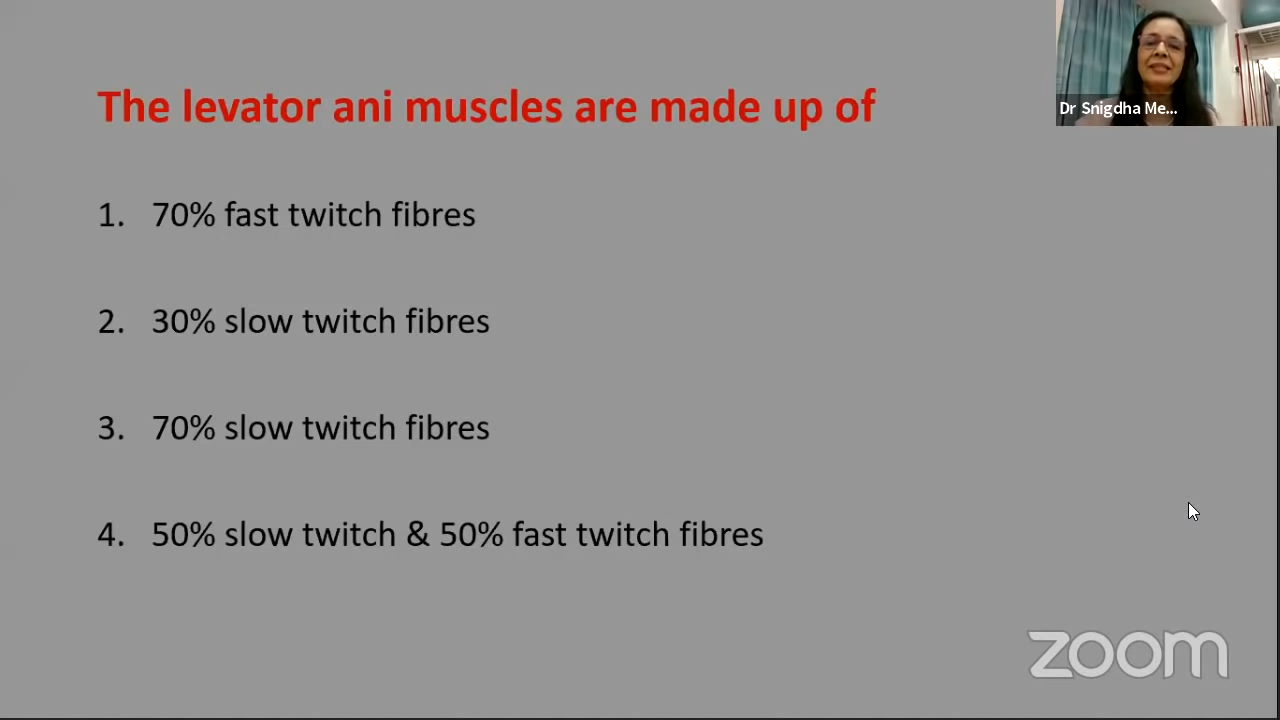 The levator ani muscles are made up of
1. 70% fast twitch fibres
2. 30% slow twitch fibres
3. 70% slow twitch fibres
4. 50% slow twitch & 50% fast twitch fibres
Dr Snigdha Me...
zoom